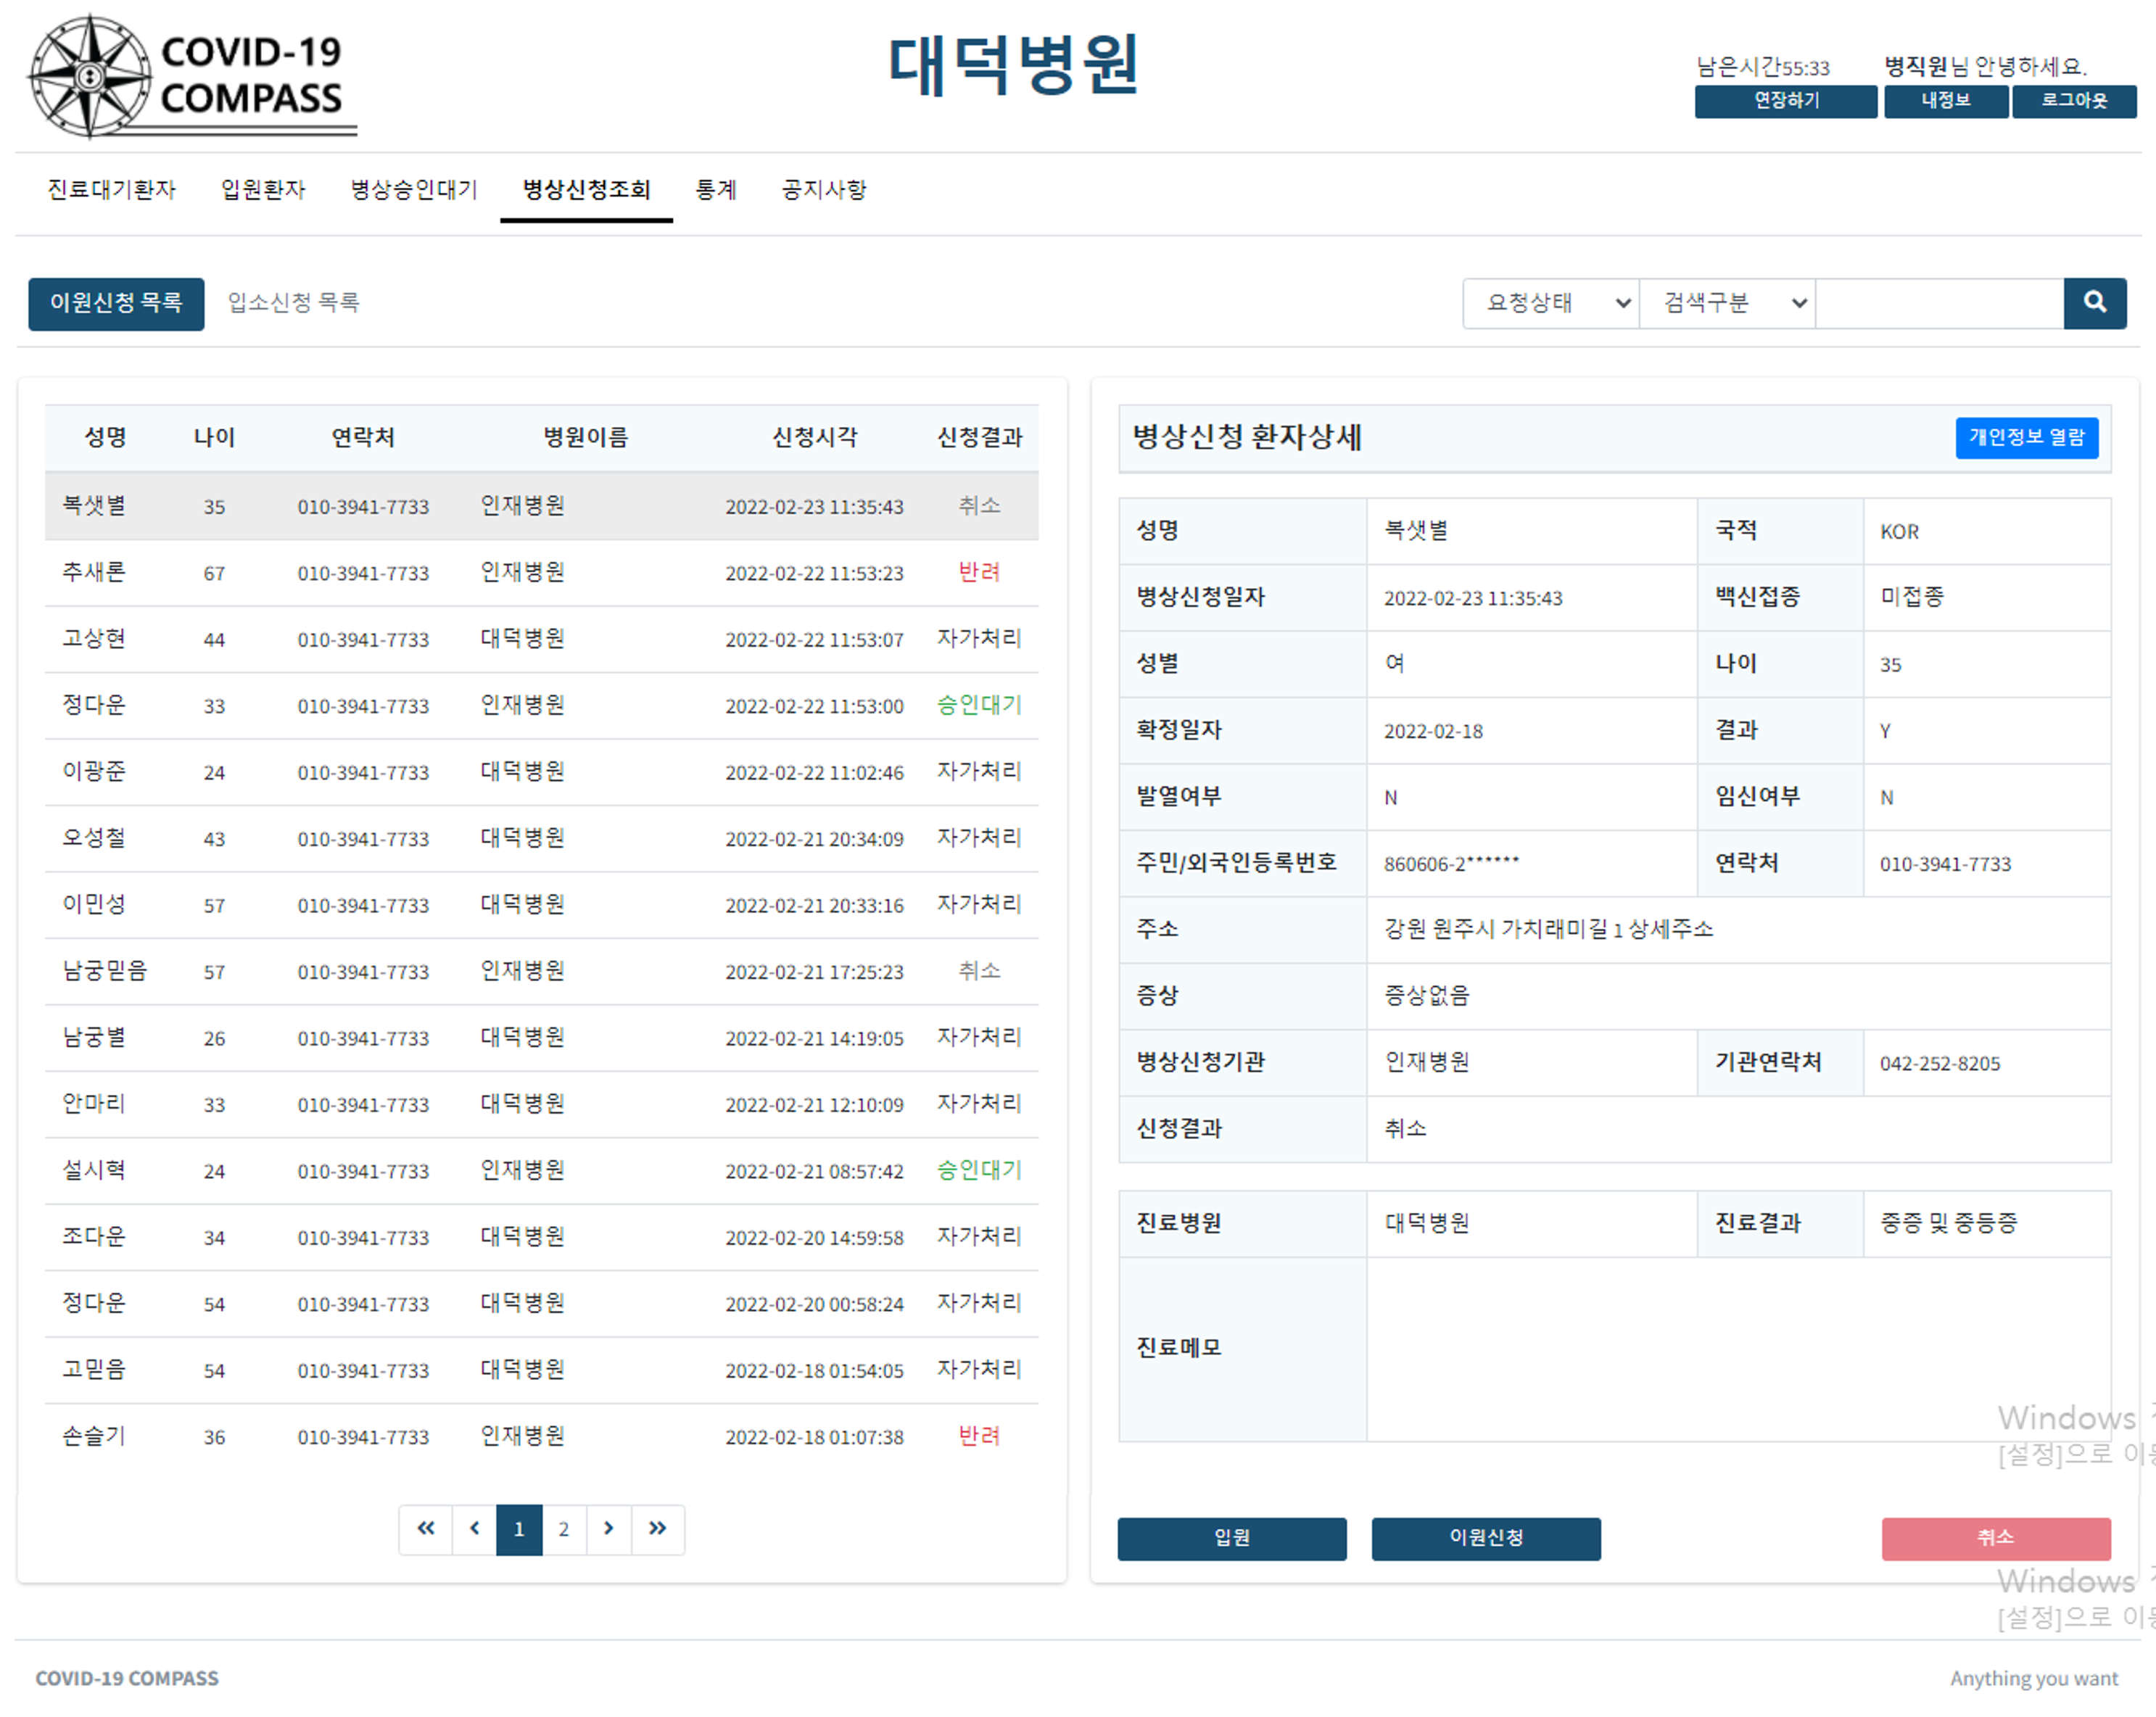 COVID-19
COMPASS
대덕병원
남은시간55:33 병직원님 안녕하세요.
연장하기 내정보 로그아웃
진료대기환자 입원환자 병상승인대기 병상신청조회 통계 공지사항
이원신청 목록 입소신청 목록 요청상태 검색구분
성명 나이 연락처 병원이름 신청시각 신청결과
복샛별 35 010-3941-7733 인재병원 2022-02-23 11:35:43 취소
추새론 67 010-3941-7733 인재병원 2022-02-22 11:53:23 반려
고상현 44 010-3941-7733 대덕병원 2022-02-22 11:53:07 자가처리
정다운 33 010-3941-7733 인재병원 2022-02-22 11:53:00 승인대기
이광준 24 010-3941-7733 대덕병원 2022-02-22 11:02:46 자가처리
오성철 43 010-3941-7733 대덕병원 2022-02-21 20:34:09 자가처리
이민성 57 010-3941-7733 대덕병원 2022-02-21 20:33:16 자가처리
남궁믿음 57 010-3941-7733 인재병원 2022-02-21 17:25:23 취소
남궁별 26 010-3941-7733 대덕병원 2022-02-21 14:19:05 자가처리
안마리 33 010-3941-7733 대덕병원 2022-02-21 12:10:09 자가처리
설시혁 24 010-3941-7733 인재병원 2022-02-21 08:57:42 승인대기
조다운 34 010-3941-7733 대덕병원 2022-02-20 14:59:58 자가처리
정다운 54 010-3941-7733 대덕병원 2022-02-20 00:58:24 자가처리
고믿음 54 010-3941-7733 대덕병원 2022-02-18 01:54:05 자가처리
손슬기 36 010-3941-7733 인재병원 2022-02-18 01:07:38 반려
« ‹ 1 2 › »
병상신청 환자상세 개인정보 열람
성명 복샛별 국적 KOR
병상신청일자 2022-02-23 11:35:43 백신접종 미접종
성별 여 나이 35
확정일자 2022-02-18 결과 Y
발열여부 N 임신여부 N
주민/외국인등록번호 860606-2****** 연락처 010-3941-7733
주소 강원 원주시 가치래미길 1 상세주소
증상 증상없음
병상신청기관 인재병원 기관연락처 042-252-8205
신청결과 취소
진료병원 대덕병원 진료결과 중증 및 중등증
진료메모
Windows
[설정]으로
입원 이원신청 취소
Windows
[설정]으로
COVID-19 COMPASS Anything you want